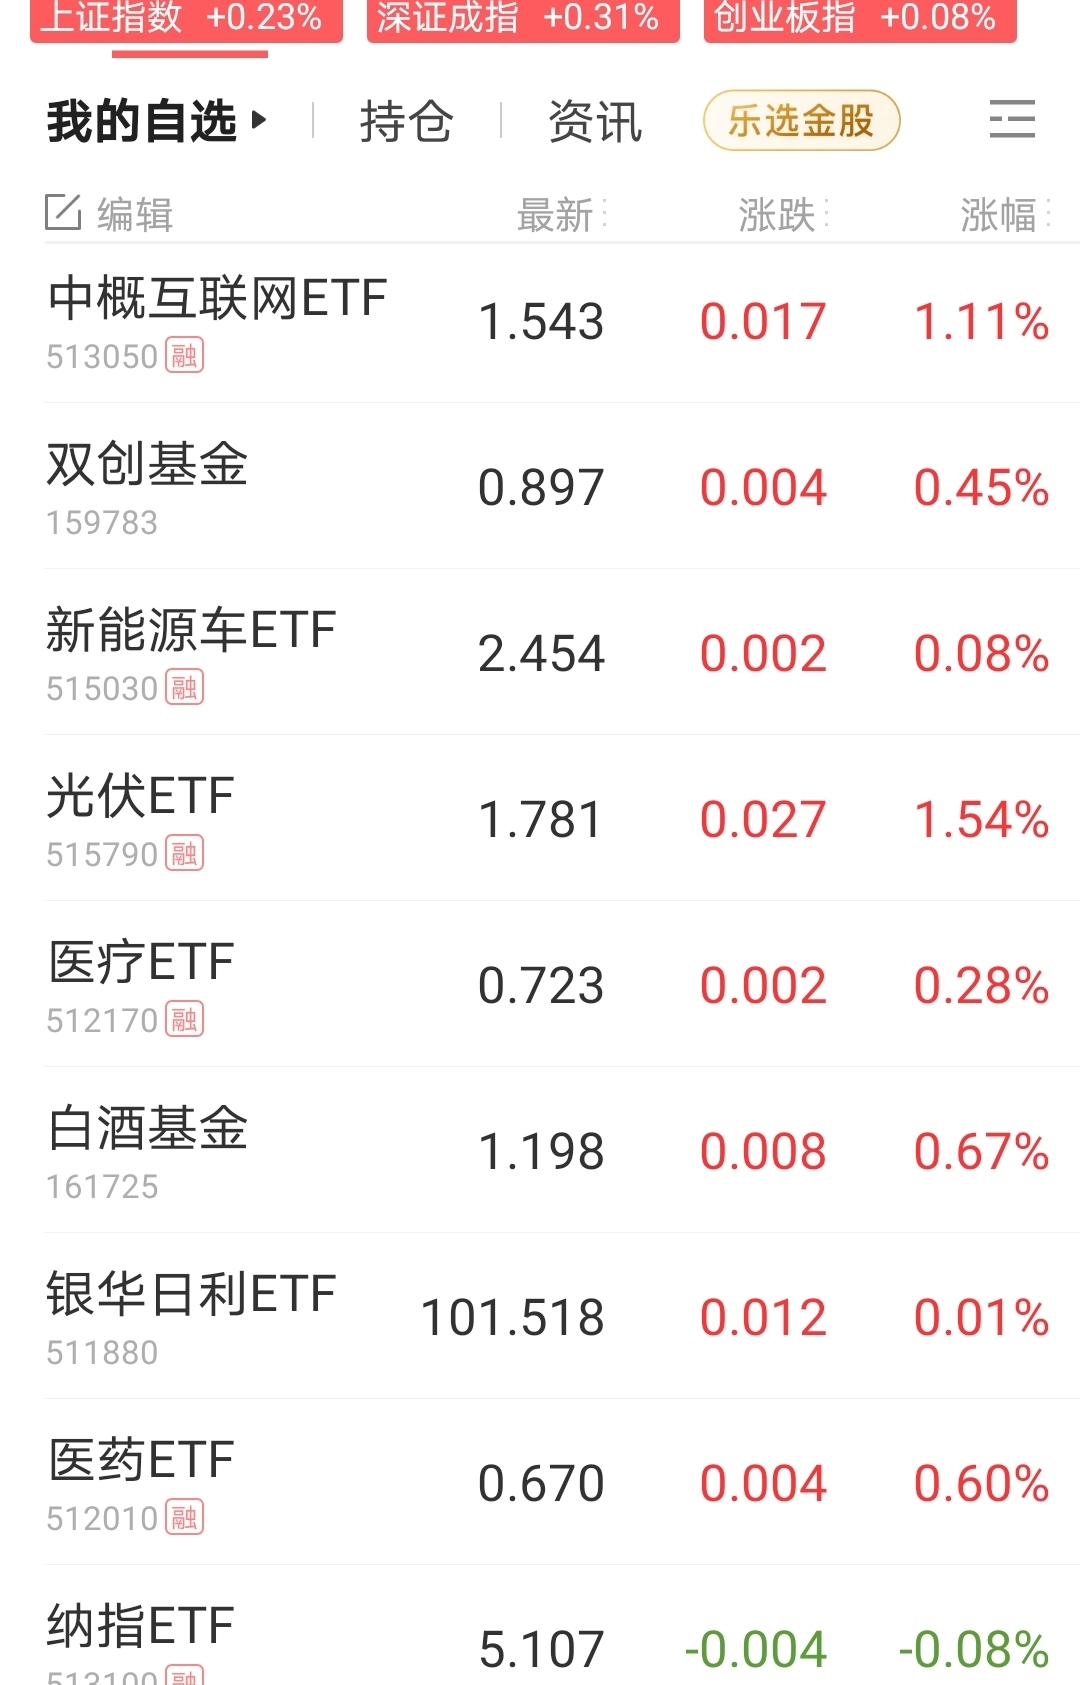 上证指数 +0.23% 深证成指 +0.31% 创业板指 +0.08%
我的自选 持仓 资讯 乐选金股
编辑 最新 涨跌 涨幅
中概互联网ETF 1.543 0.017 1.11%
513050 融
双创基金 0.897 0.004 0.45%
159783
新能源车ETF 2.454 0.002 0.08%
515030 融
光伏ETF 1.781 0.027 1.54%
515790 融
医疗ETF 0.723 0.002 0.28%
512170 融
白酒基金 1.198 0.008 0.67%
161725
银华日利ETF 101.518 0.012 0.01%
511880
医药ETF 0.670 0.004 0.60%
512010 融
纳指ETF 5.107 -0.004 -0.08%
513100 融